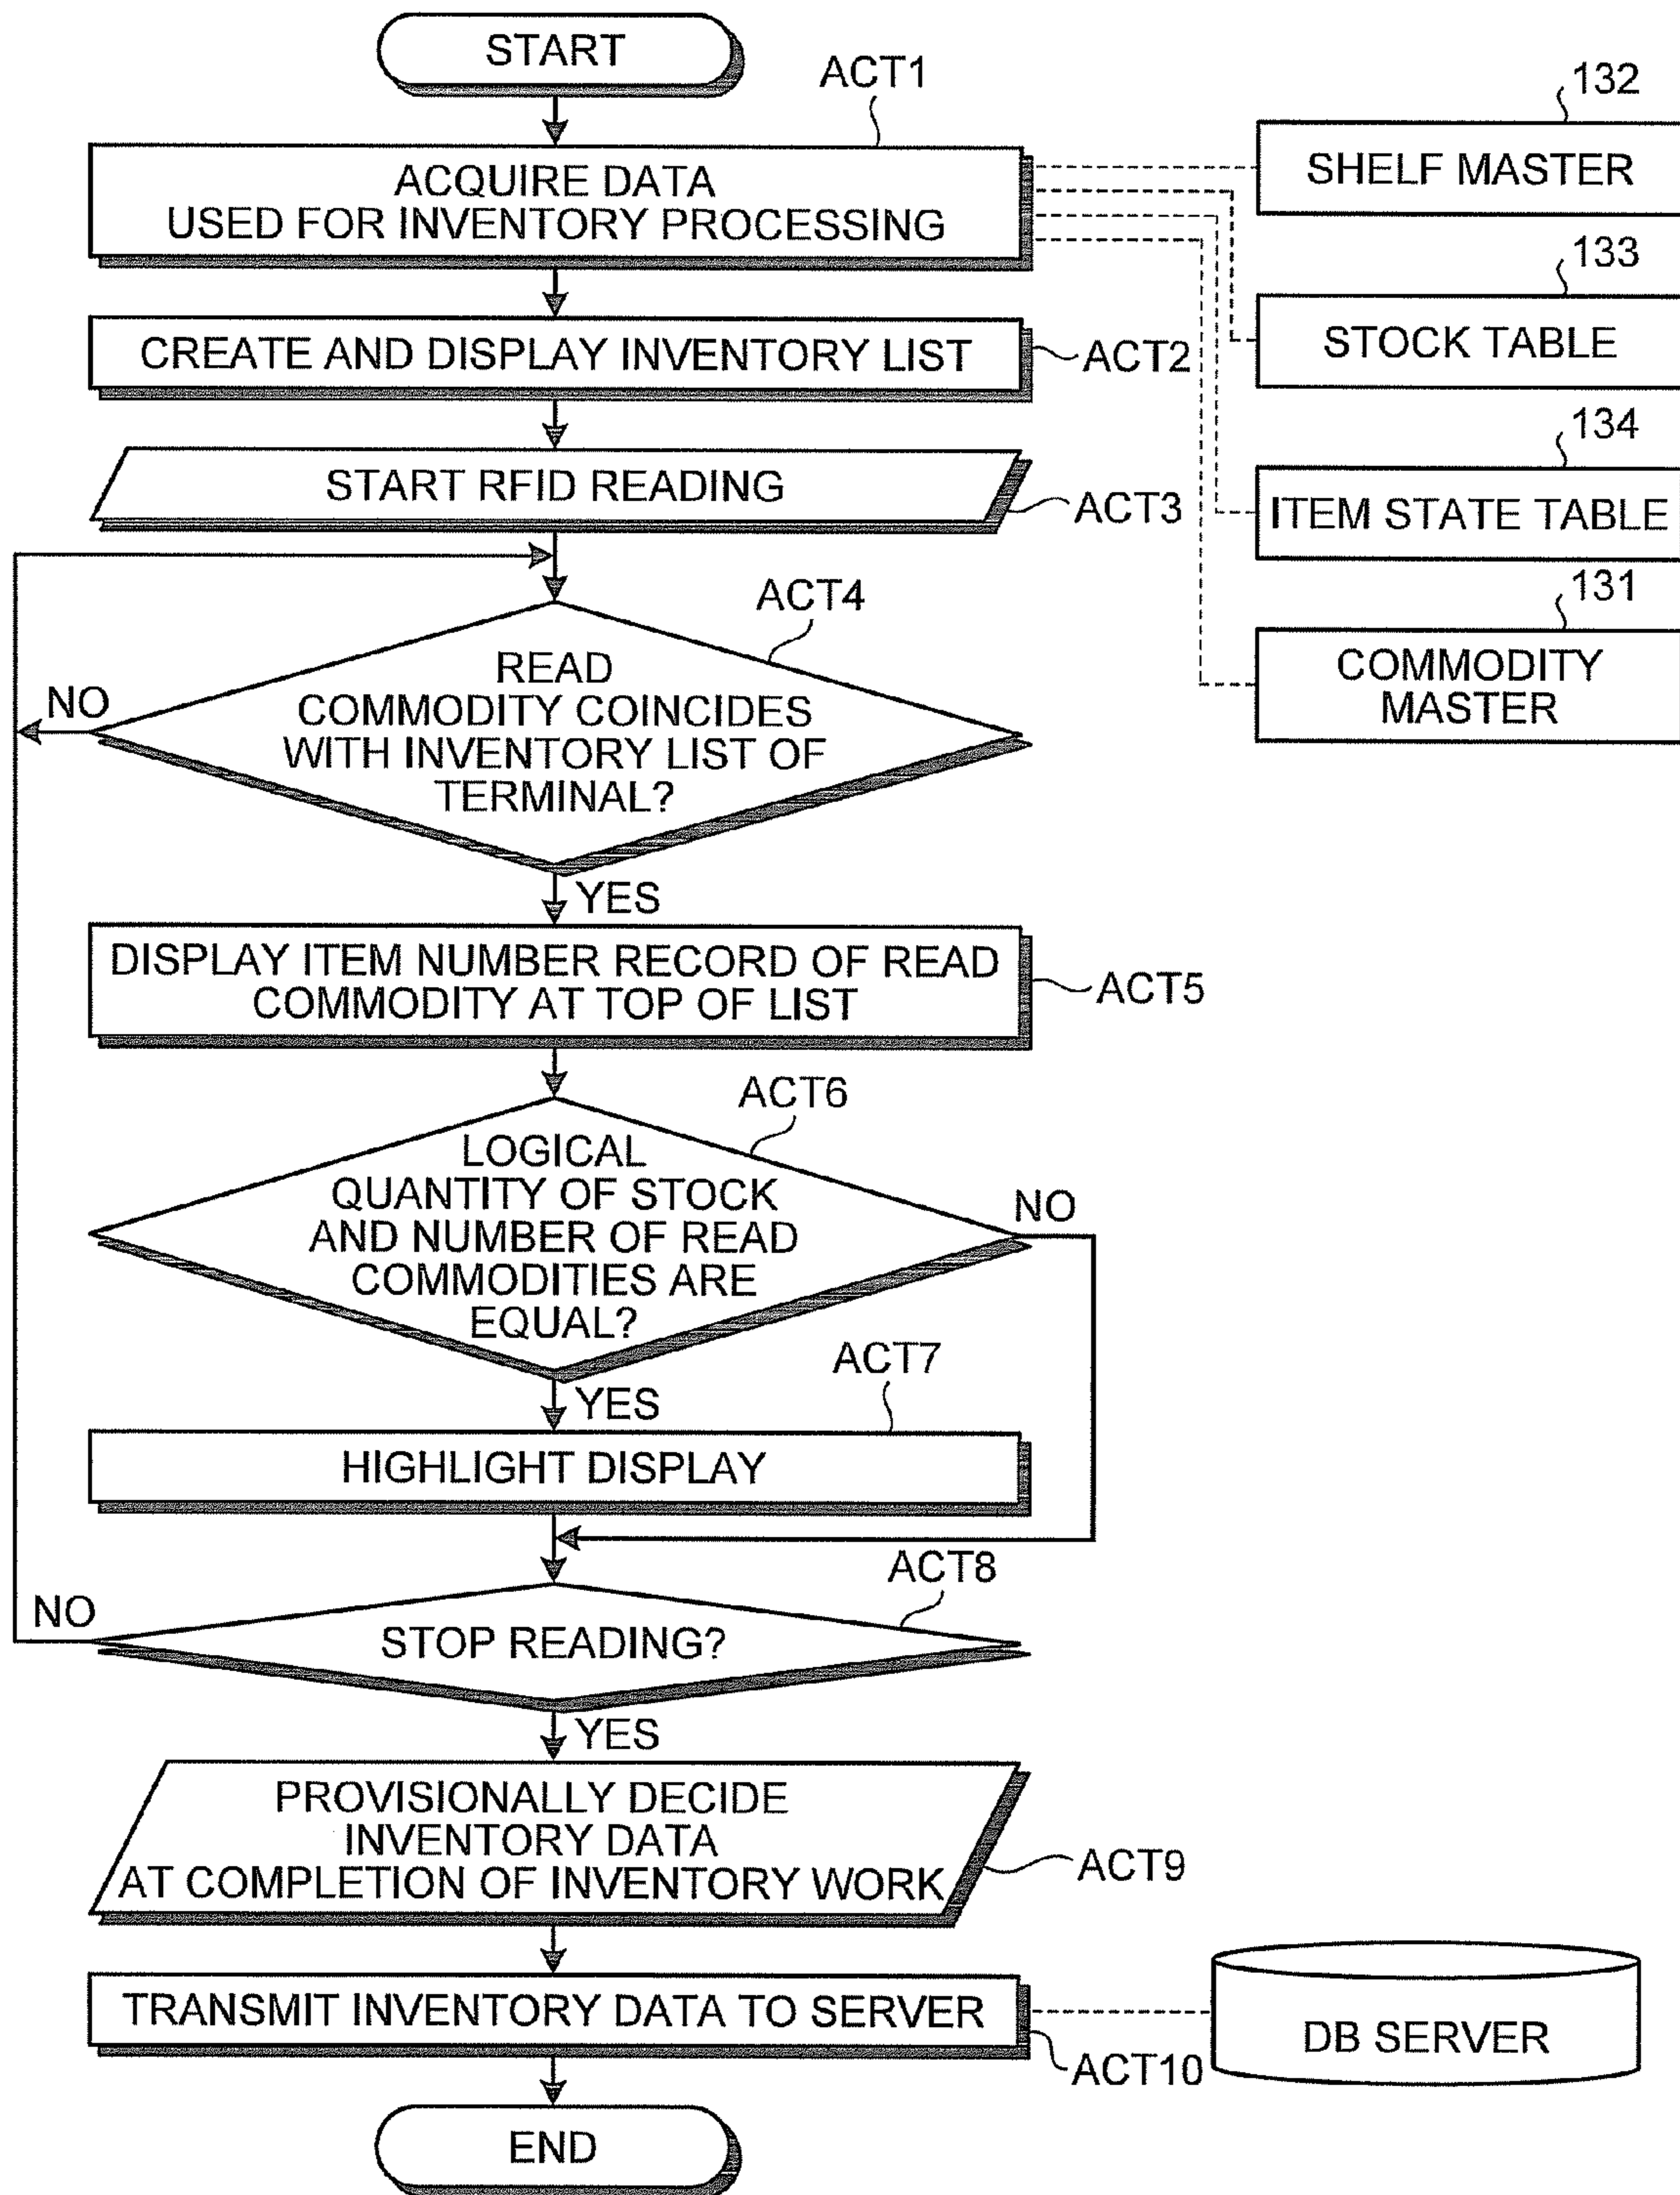 START
ACT1
ACQUIRE DATA
USED FOR INVENTORY PROCESSING
132
SHELF MASTER
133
STOCK TABLE
134
ITEM STATE TABLE
131
COMMODITY
MASTER
CREATE AND DISPLAY INVENTORY LIST
ACT2
START RFID READING
ACT3
ACT4
READ
COMMODITY COINCIDES
WITH INVENTORY LIST OF
TERMINAL?
NO
YES
DISPLAY ITEM NUMBER RECORD OF READ
COMMODITY AT TOP OF LIST
ACT5
ACT6
LOGICAL
QUANTITY OF STOCK
AND NUMBER OF READ
COMMODITIES ARE
EQUAL?
NO
YES
ACT7
HIGHLIGHT DISPLAY
ACT8
STOP READING?
NO
YES
PROVISIONALLY DECIDE
INVENTORY DATA
AT COMPLETION OF INVENTORY WORK
ACT9
TRANSMIT INVENTORY DATA TO SERVER
ACT10
DB SERVER
END